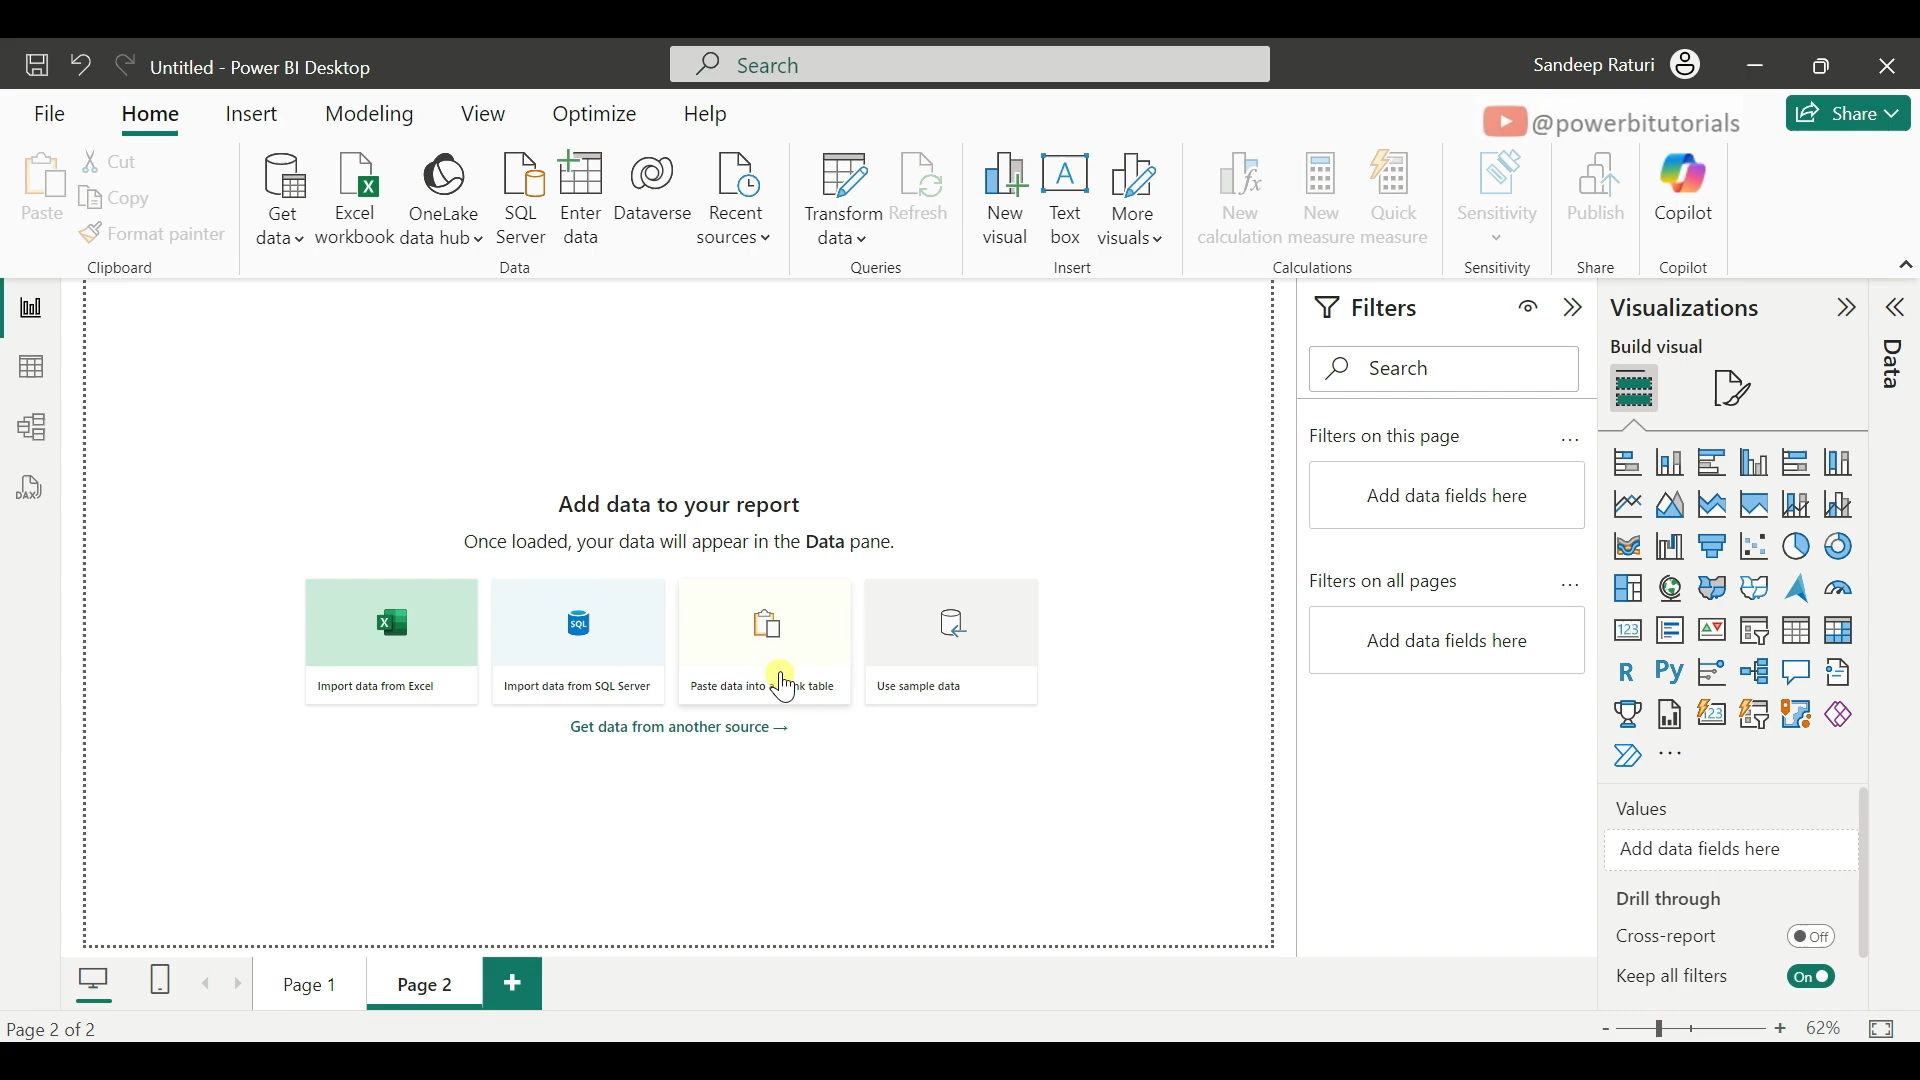 Untitled - Power BI Desktop
Search
Sandeep Raturi
File Home Insert Modeling View Optimize Help
@powerbitutorials
Share
Paste
Cut
Copy
Format painter
Clipboard
Get data
Excel workbook
OneLake data hub
SQL Server
Enter data
Dataverse
Recent sources
Data
Transform data
Refresh
Queries
New visual
Text box
More visuals
Insert
New calculation
New measure
Quick measure
Calculations
Sensitivity
Sensitivity
Publish
Share
Copilot
Copilot
DAX
Add data to your report
Once loaded, your data will appear in the Data pane.
SQL
Import data from Excel
Import data from SQL Server
Paste data into
table
Use sample data
Get data from another source →
Filters
Search
Filters on this page ...
Add data fields here
Filters on all pages ...
Add data fields here
Visualizations
Build visual
123
R Py
123
...
Values
Add data fields here
Drill through
Cross-report Off
Keep all filters On
Data
Page 1
Page 2
+
Page 2 of 2
- + 62%